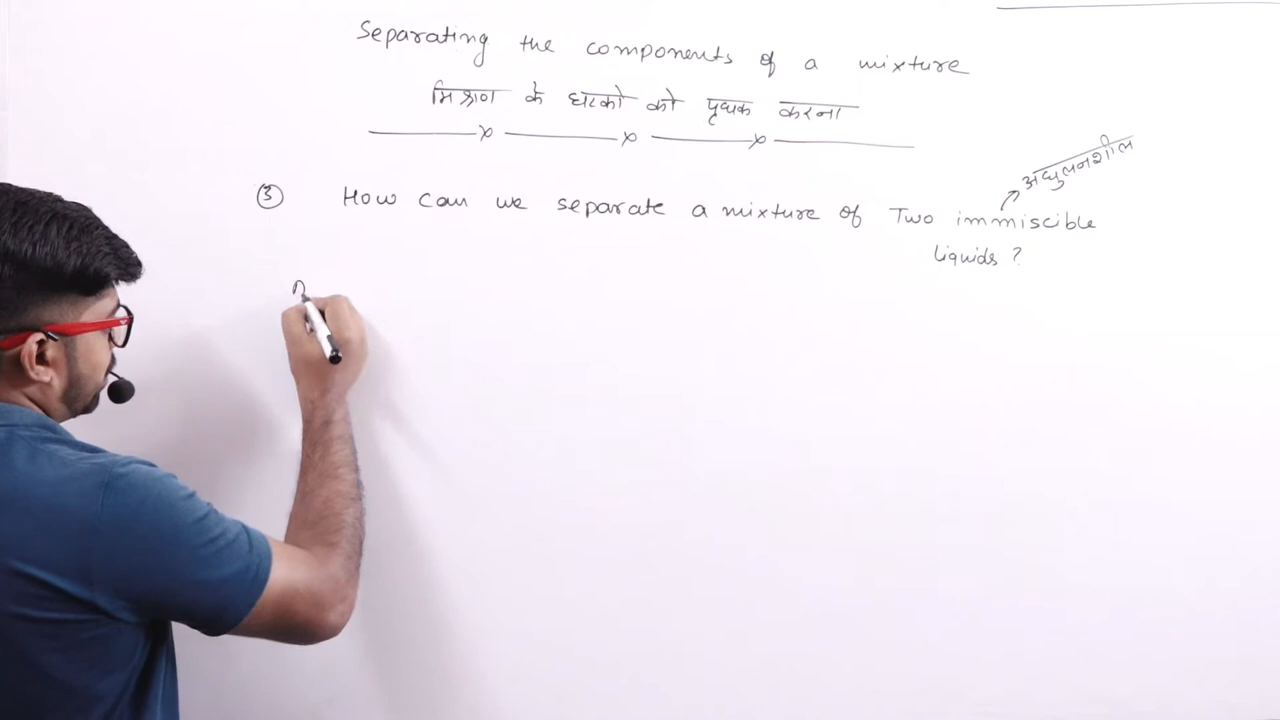 Separating the components of a mixture
मिश्रण के घटको को पृथक करना
अघुलनशील
③ How can we separate a mixture of Two immiscible
liquids ?